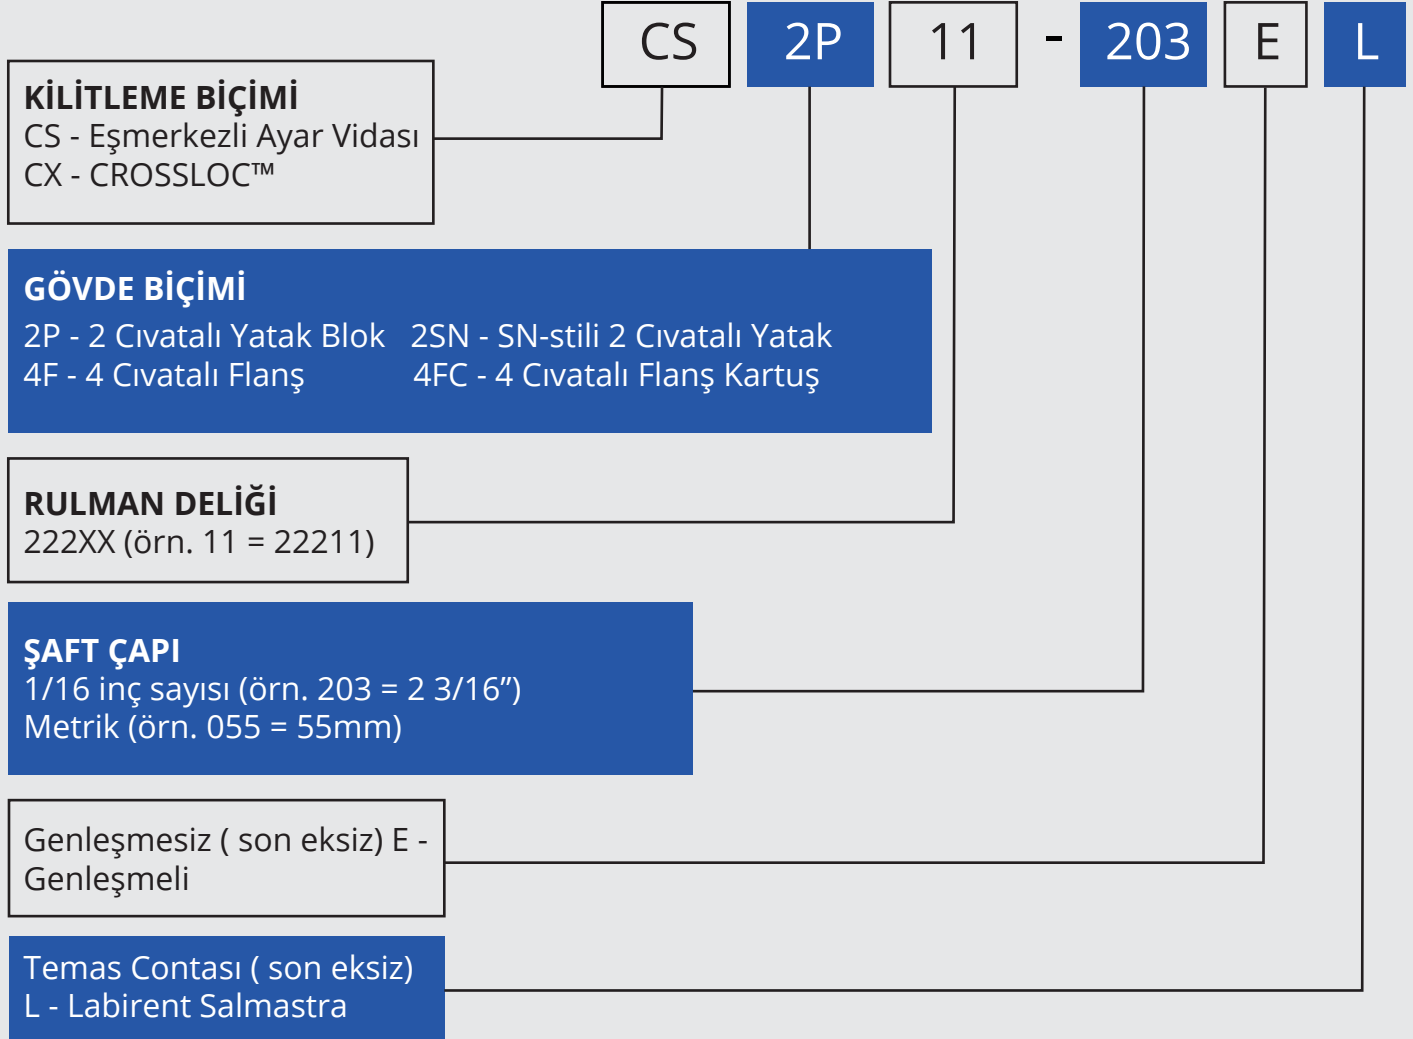 CS 2P 11 - 203 E L
KİLİTLEME BİÇİMİ
CS - Eşmerkezli Ayar Vidası
CX - CROSSLOC™
GÖVDE BİÇİMİ
2P - 2 Cıvatalı Yatak Blok 2SN - SN-stili 2 Cıvatalı Yatak
4F - 4 Cıvatalı Flanş 4FC - 4 Cıvatalı Flanş Kartuş
RULMAN DELİĞİ
222XX (örn. 11 = 22211)
ŞAFT ÇAPI
1/16 inç sayısı (örn. 203 = 2 3/16”)
Metrik (örn. 055 = 55mm)
Genleşmesiz ( son eksiz) E -
Genleşmeli
Temas Contası ( son eksiz)
L - Labirent Salmastra